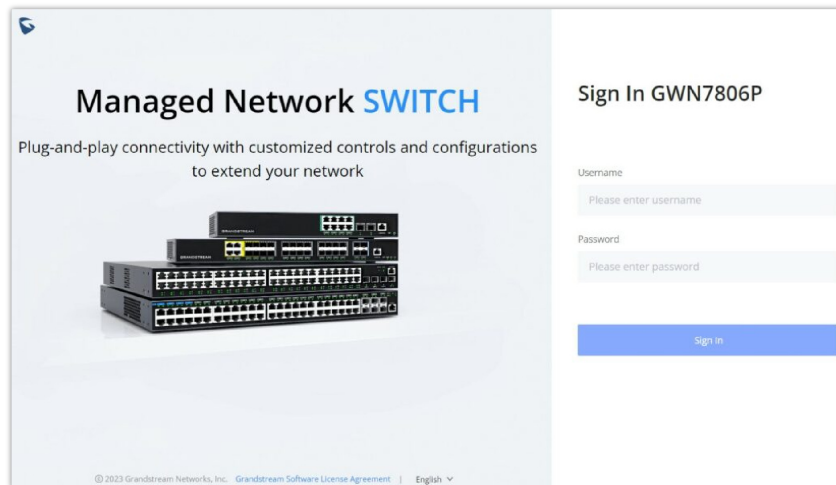 Managed Network SWITCH
Plug-and-play connectivity with customized controls and configurations
to extend your network
GRANDSTREAM
GRANDSTREAM
Sign In GWN7806P
Username
Please enter username
Password
Please enter password
Sign in
© 2023 Grandstream Networks, Inc. Grandstream Software License Agreement | English